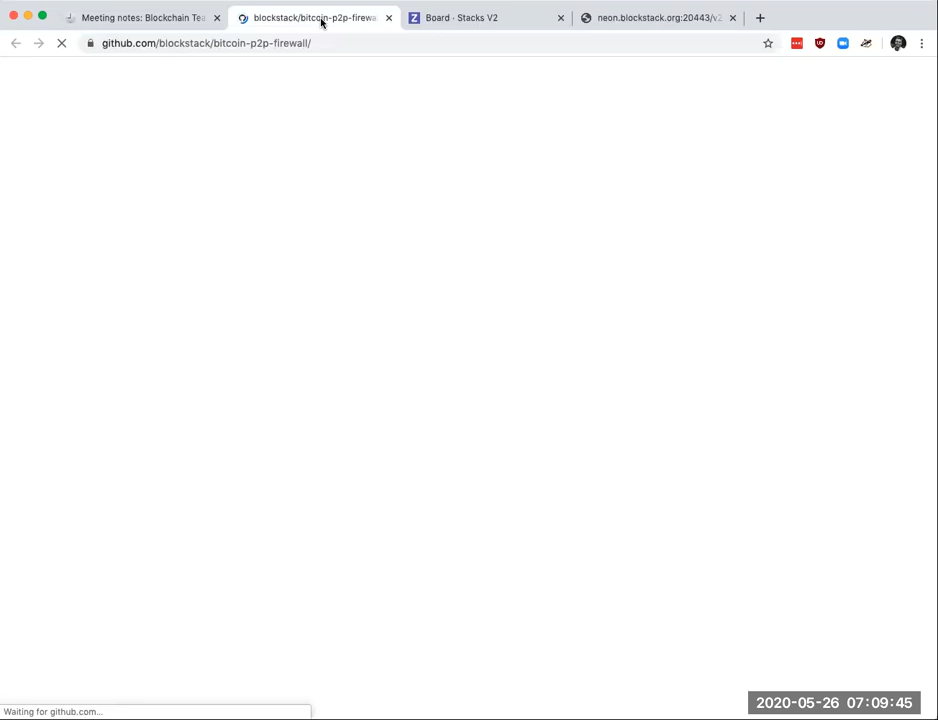 Meeting notes: Blockchain Tea
blockstack/bitcoin-p2p-firewa
Board · Stacks V2
neon.blockstack.org:20443/v2
github.com/blockstack/bitcoin-p2p-firewall/
Waiting for github.com...
2020-05-26 07:09:45